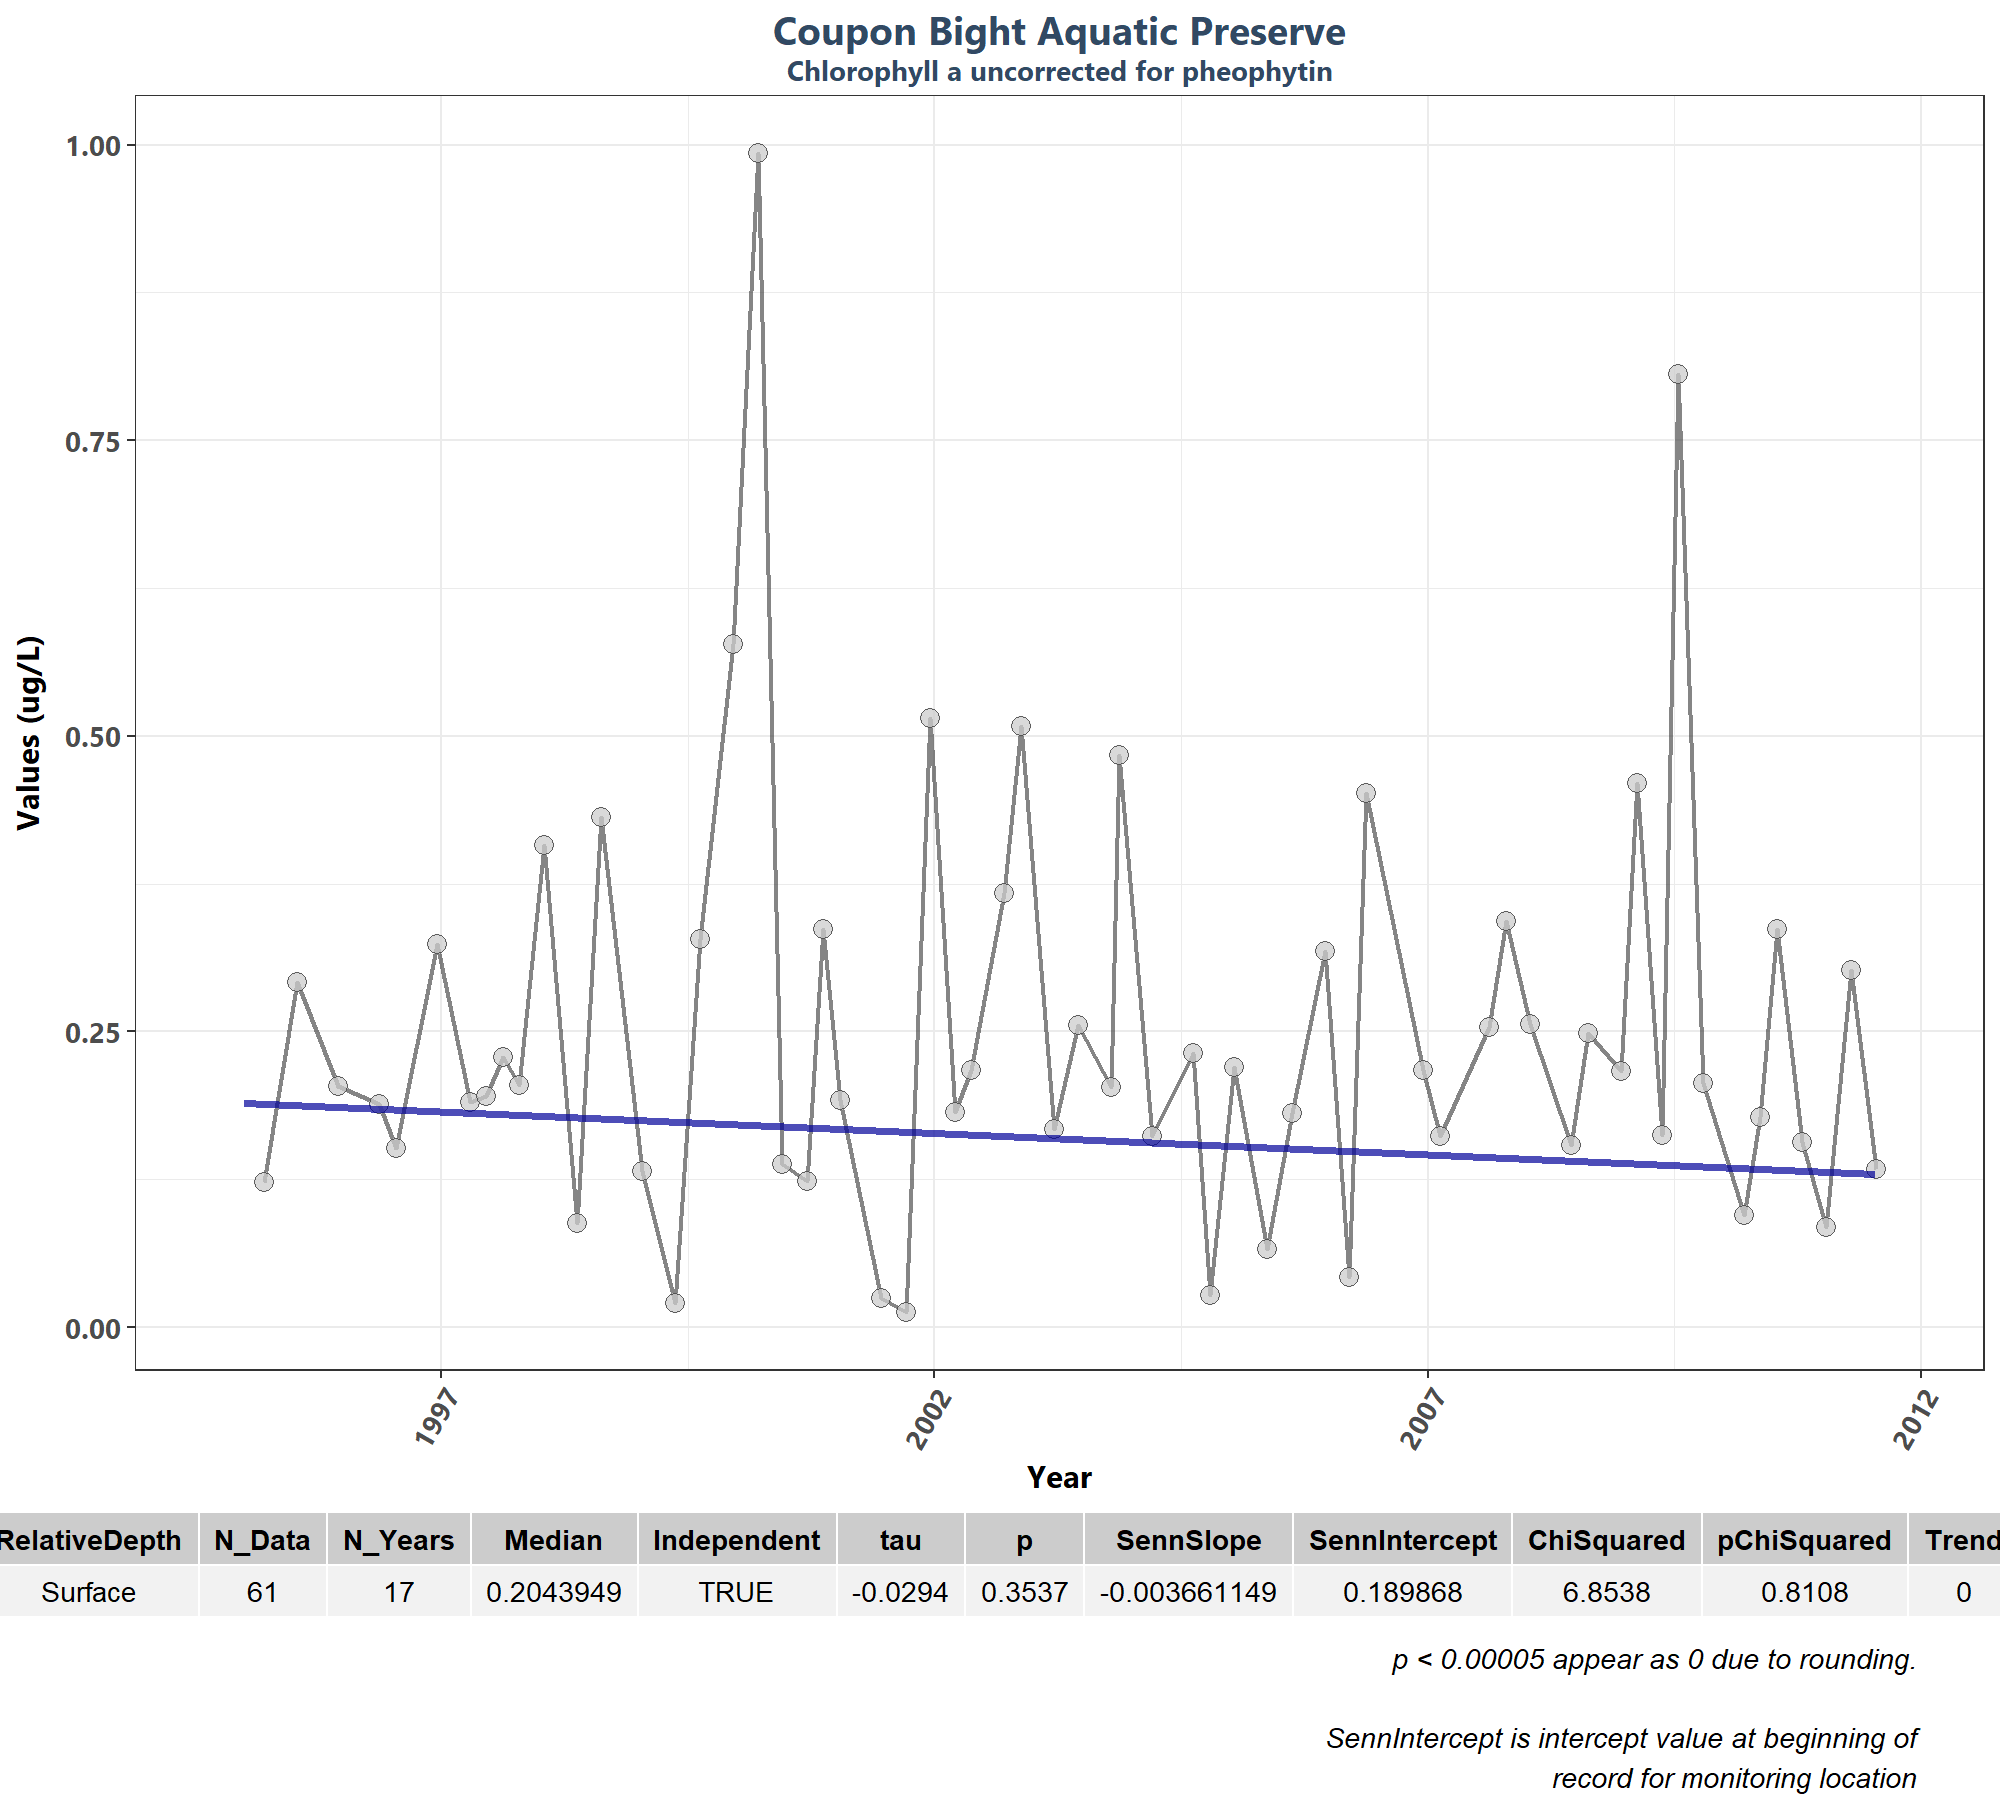 Coupon Bight Aquatic Preserve
Chlorophyll a uncorrected for pheophytin
Values (ug/L)
1.00
0.75
0.50
0.25
0.00
1997
2002
2007
2012
Year
RelativeDepth N_Data N_Years Median Independent tau p SennSlope SennIntercept ChiSquared pChiSquared Trend
Surface 61 17 0.2043949 TRUE -0.0294 0.3537 -0.003661149 0.189868 6.8538 0.8108 0
p < 0.00005 appear as 0 due to rounding.
SennIntercept is intercept value at beginning of
record for monitoring location